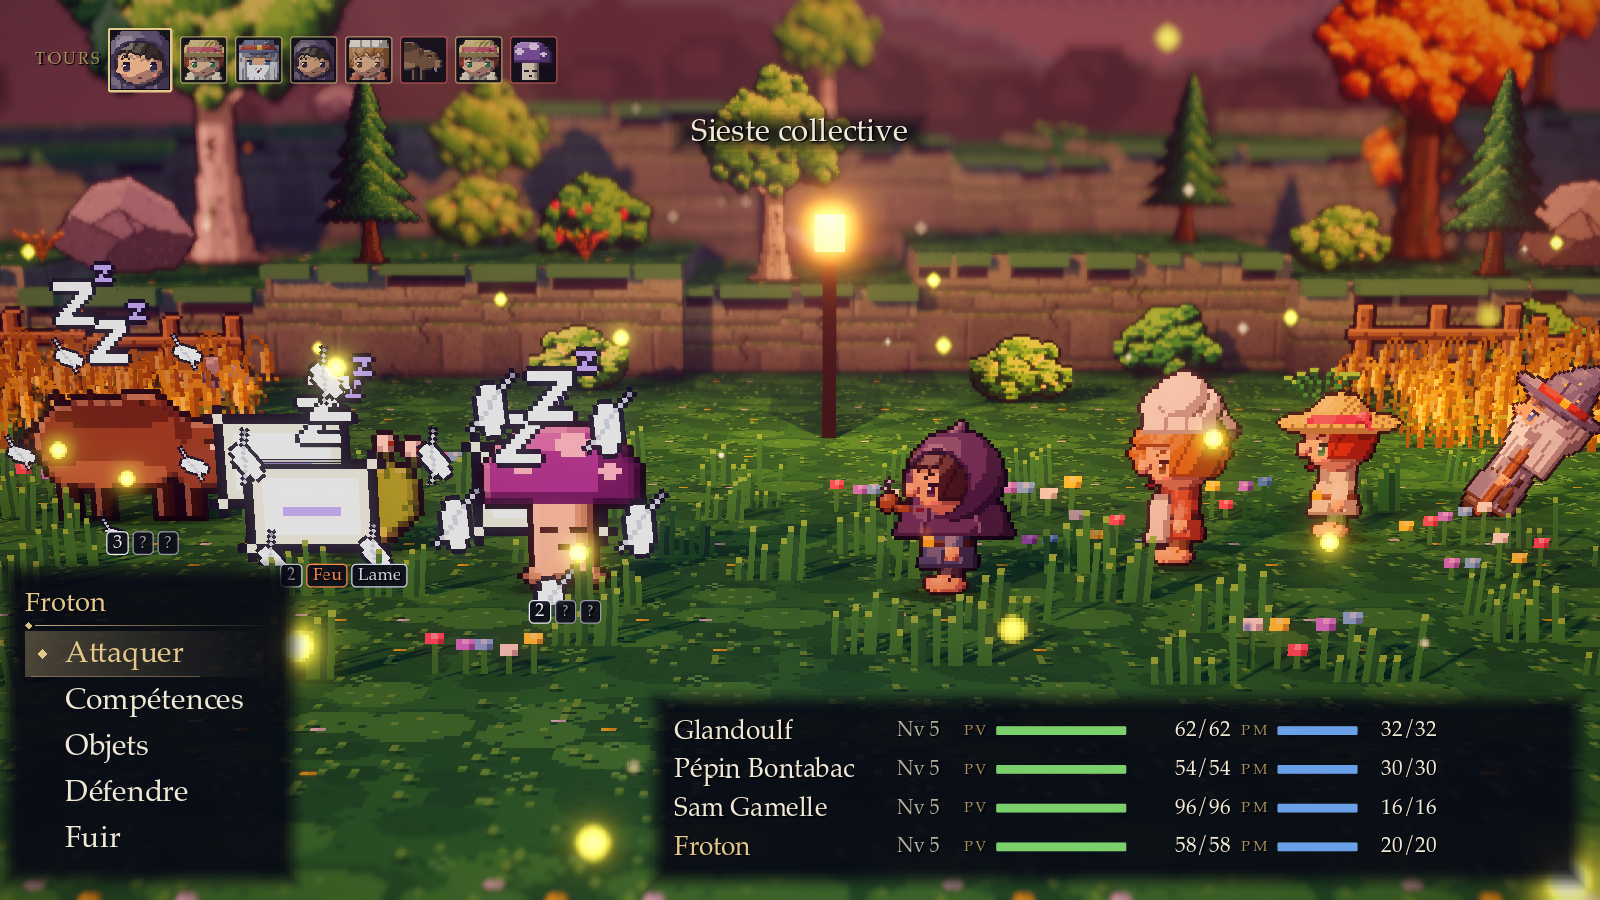 TOURS
Sieste collective
Z z
Z z
z
Z z
Z
3 ? ?
2 Feu Lame
2 ? ?
Froton
Attaquer
Compétences
Objets
Défendre
Fuir
Glandoulf Nv 5 PV 62/62 PM 32/32
Pépin Bontabac Nv 5 PV 54/54 PM 30/30
Sam Gamelle Nv 5 PV 96/96 PM 16/16
Froton Nv 5 PV 58/58 PM 20/20